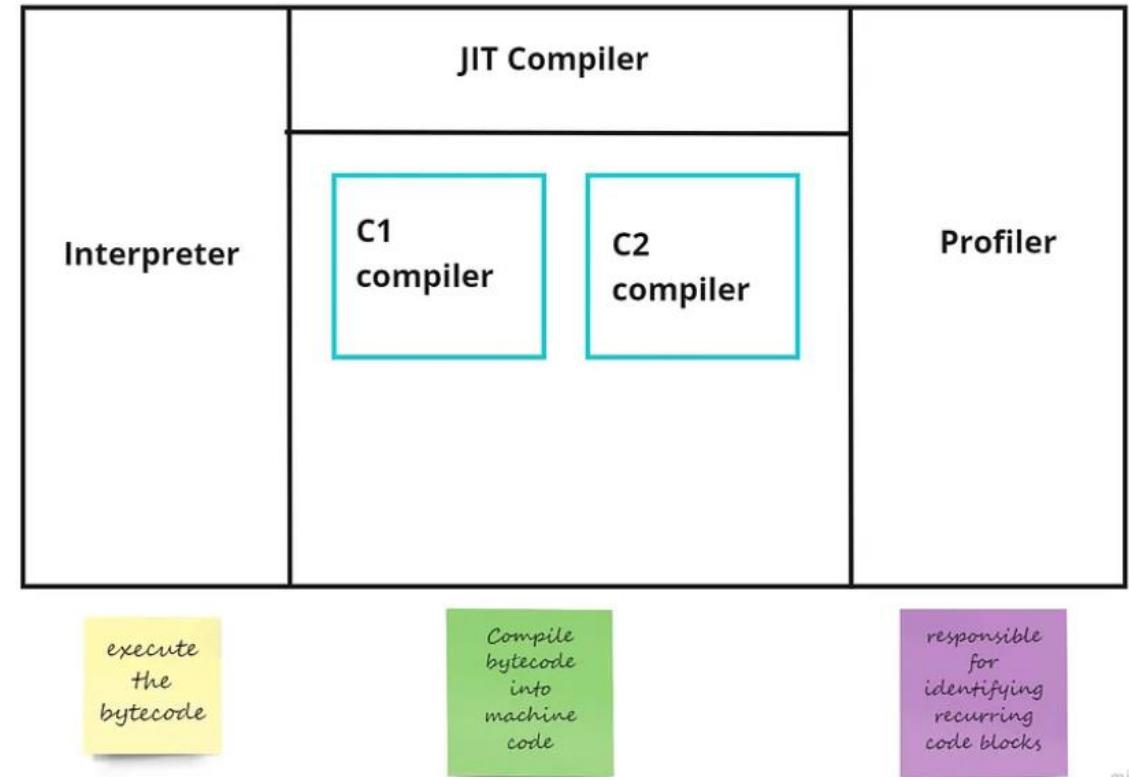 JIT Compiler
Interpreter
C1
compiler
C2
compiler
Profiler
execute
the
bytecode
Compile
bytecode
into
machine
code
responsible
for
identifying
recurring
code blocks